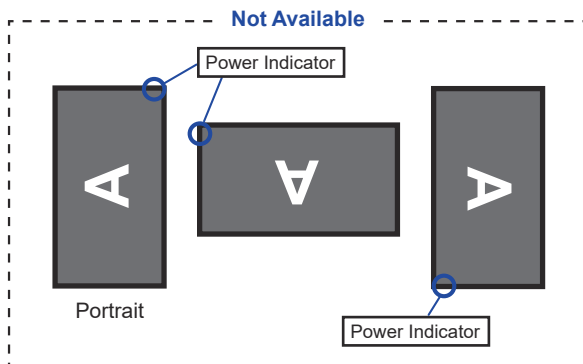 Not Available
Power Indicator
A
A
A
Portrait
Power Indicator